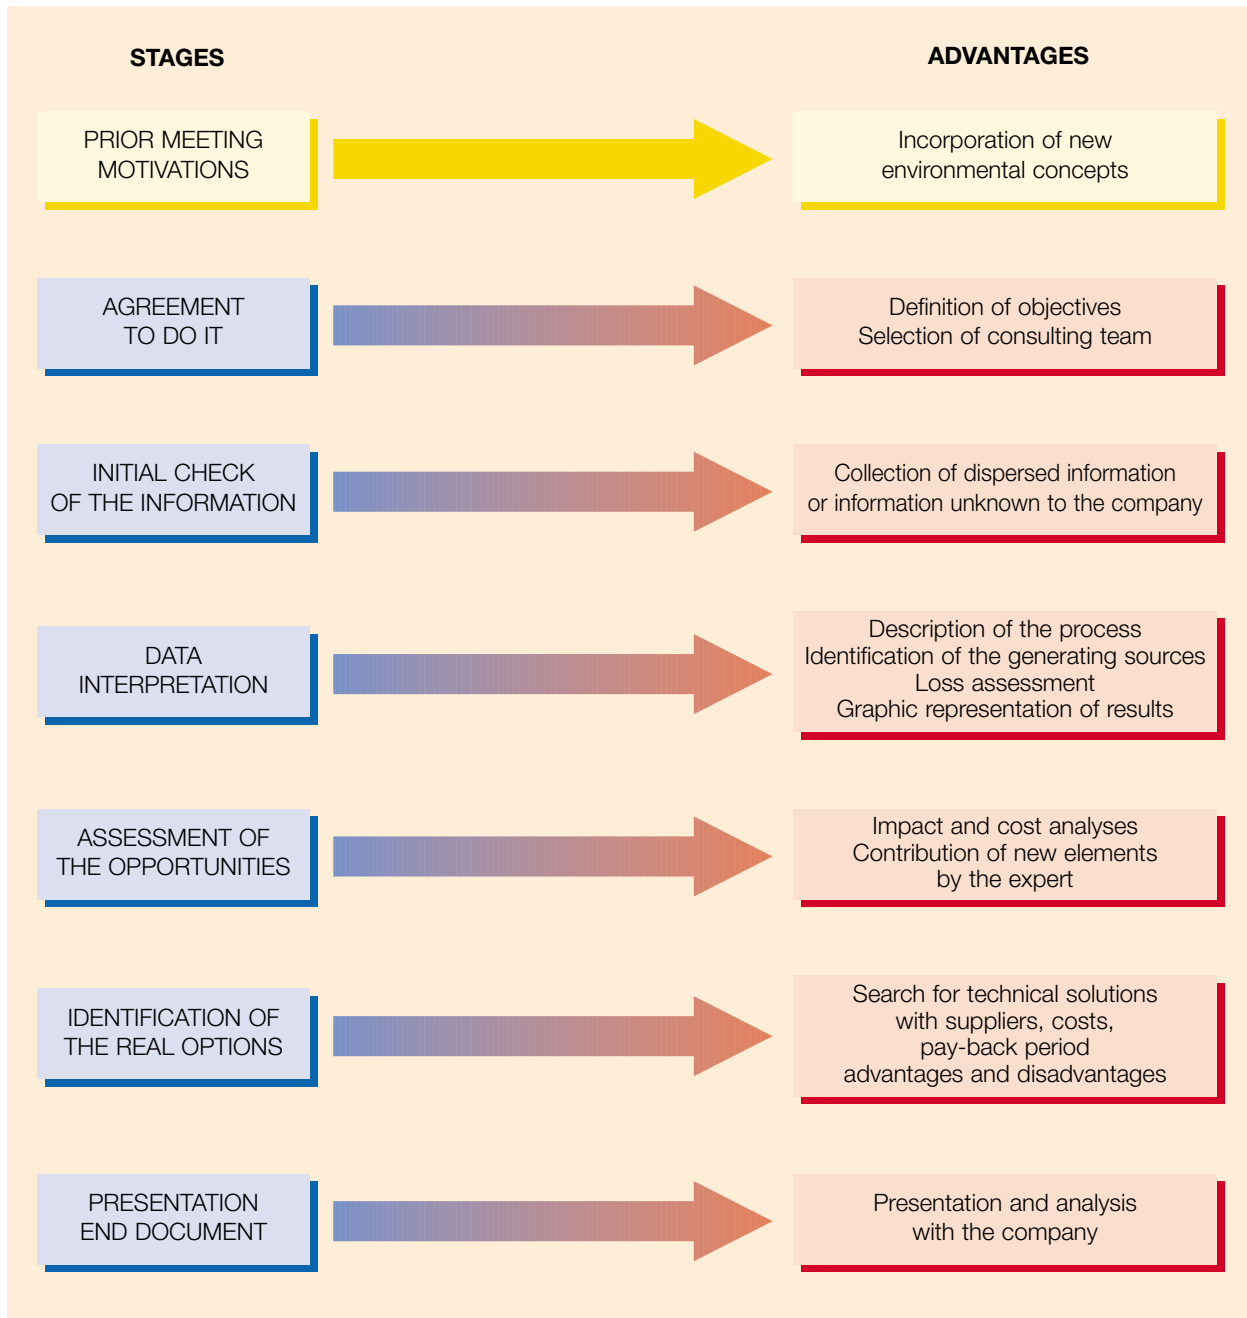 STAGES
ADVANTAGES
PRIOR MEETING
MOTIVATIONS
Incorporation of new
environmental concepts
AGREEMENT
TO DO IT
Definition of objectives
Selection of consulting team
INITIAL CHECK
OF THE INFORMATION
Collection of dispersed information
or information unknown to the company
DATA
INTERPRETATION
Description of the process
Identification of the generating sources
Loss assessment
Graphic representation of results
ASSESSMENT OF
THE OPPORTUNITIES
Impact and cost analyses
Contribution of new elements
by the expert
IDENTIFICATION OF
THE REAL OPTIONS
Search for technical solutions
with suppliers, costs,
pay-back period
advantages and disadvantages
PRESENTATION
END DOCUMENT
Presentation and analysis
with the company